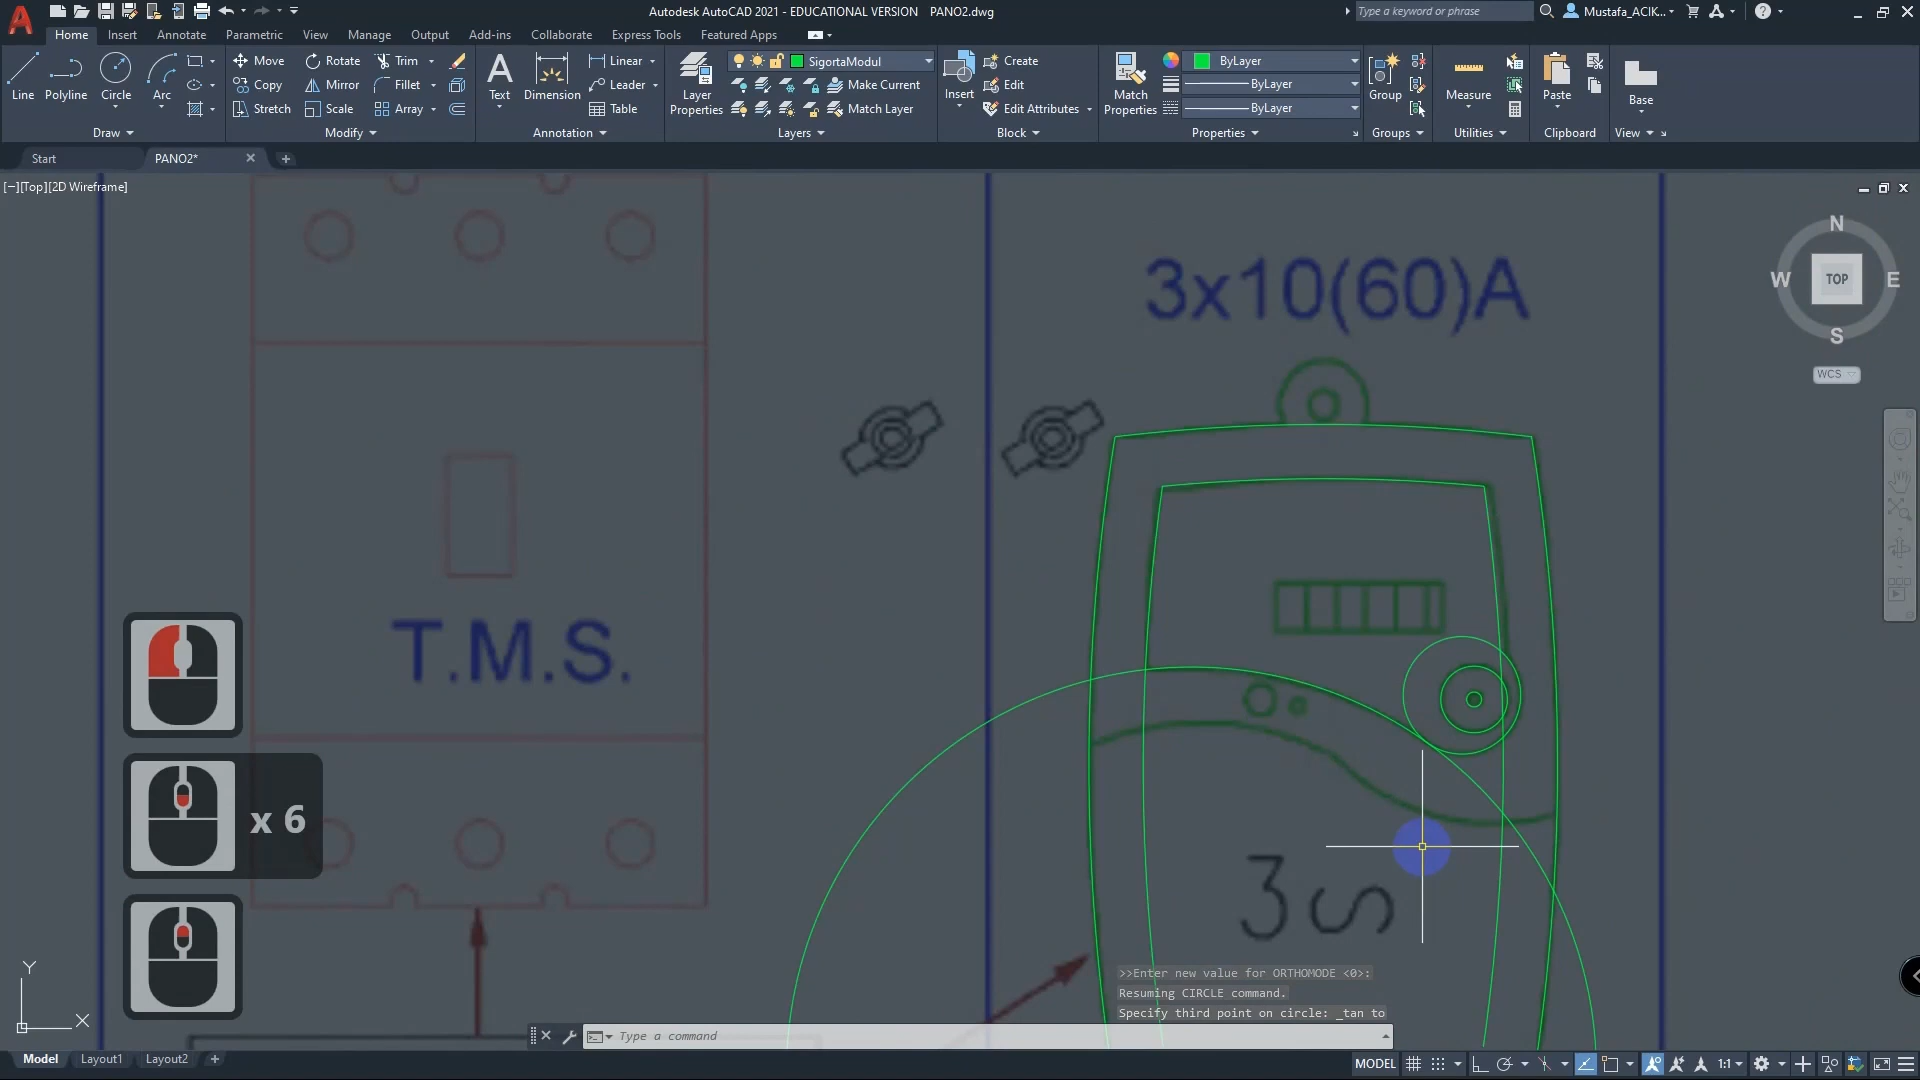 Autodesk AutoCAD 2021 - EDUCATIONAL VERSION PANO2.dwg
Type a keyword or phrase
Mustafa_ACIK...
Home Insert Annotate Parametric View Manage Output Add-ins Collaborate Express Tools Featured Apps
Line Polyline Circle Arc
Move Rotate Trim
Copy Mirror Fillet
Stretch Scale Array
Text Dimension
Linear
Leader
Table
Layer Properties
SigortaModul
Make Current
Match Layer
Insert
Create
Edit
Edit Attributes
Match Properties
ByLayer
ByLayer
ByLayer
Group
Measure
Paste
Base
Draw Modify Annotation Layers Block Properties Groups Utilities Clipboard View
Start PANO2*
[−][Top][2D Wireframe]
N
W TOP E
S
WCS
3x10(60)A
T.M.S.
x 6
3
Y
X
>>Enter new value for ORTHOMODE <0>:
Resuming CIRCLE command.
Specify third point on circle: _tan to
Type a command
Model Layout1 Layout2
MODEL 1:1